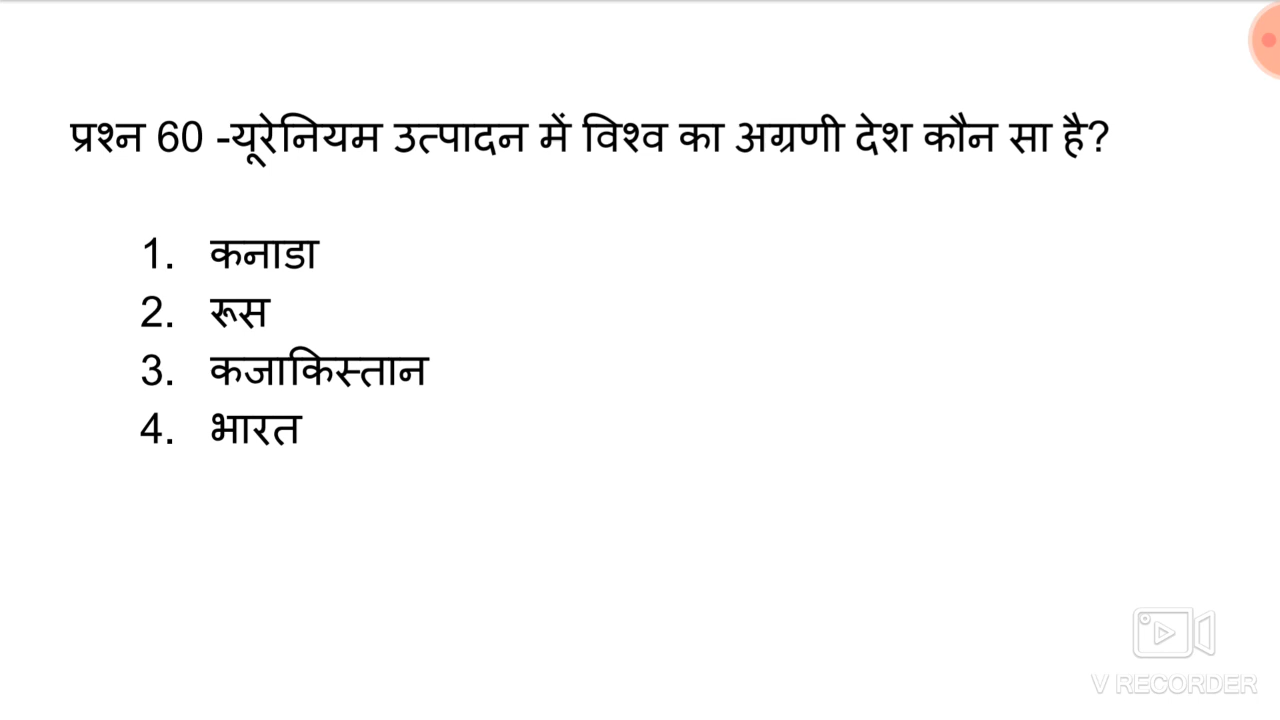 प्रश्न 60 -यूरेनियम उत्पादन में विश्व का अग्रणी देश कौन सा है?
1. कनाडा
2. रूस
3. कजाकिस्तान
4. भारत
V RECORDER